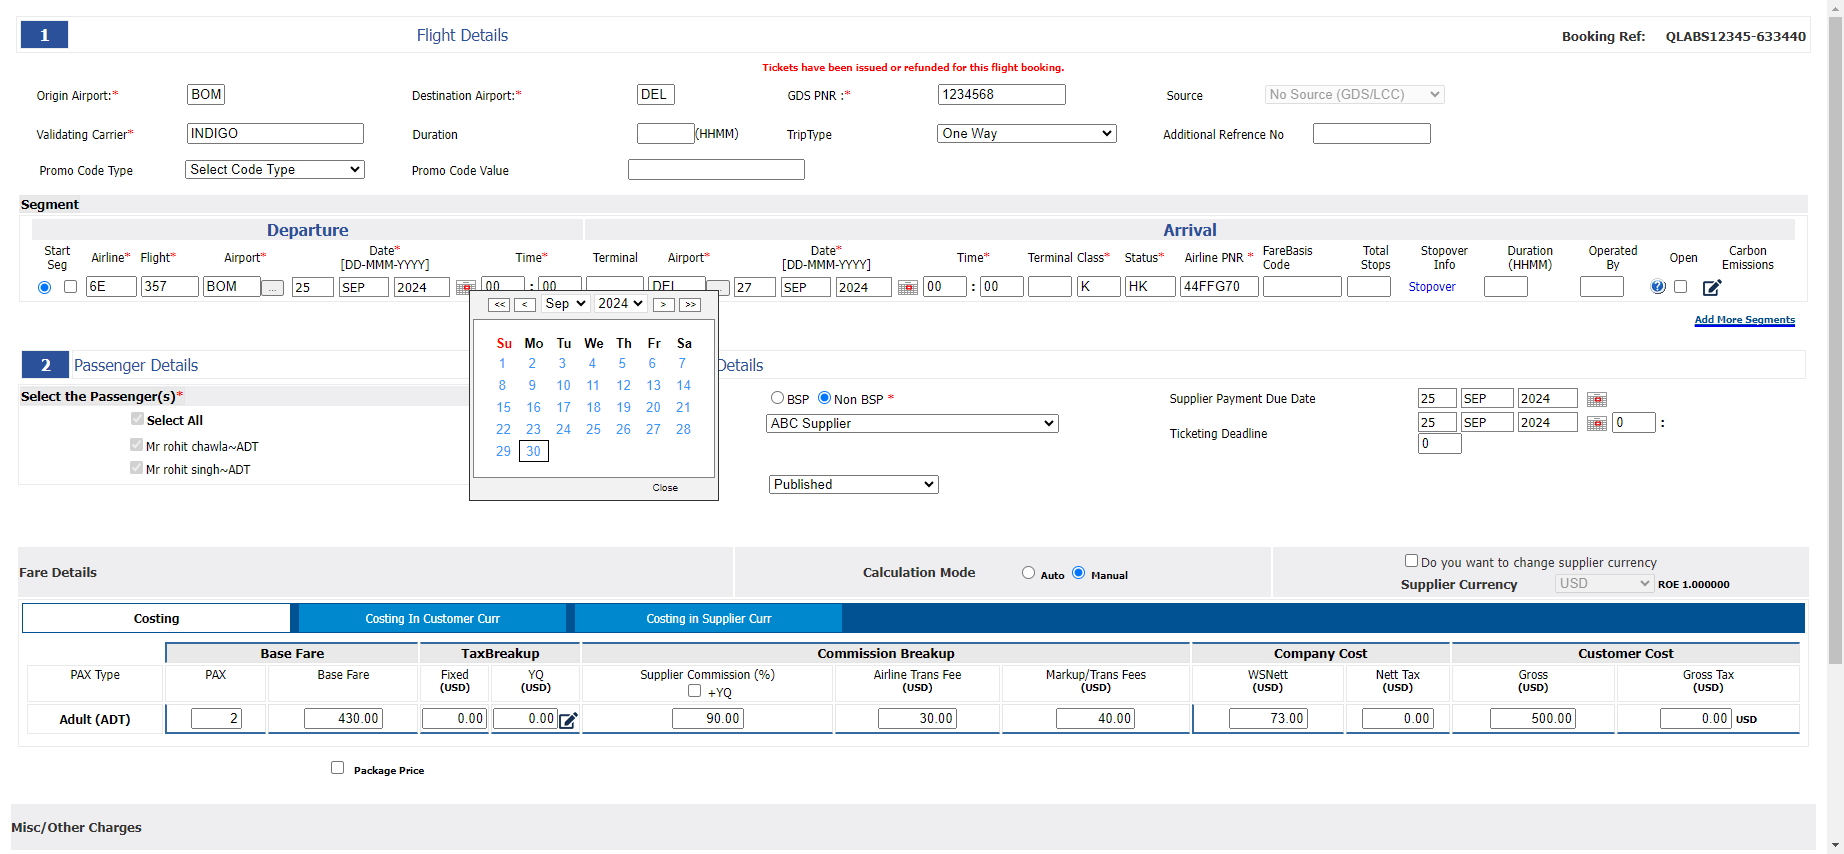 1 Flight Details Booking Ref: QLABS12345-633440
Tickets have been issued or refunded for this flight booking.
Origin Airport:* BOM Destination Airport:* DEL GDS PNR :* 1234568 Source No Source (GDS/LCC)
Validating Carrier* INDIGO Duration (HHMM) TripType One Way Additional Refrence No
Promo Code Type Select Code Type Promo Code Value
Segment
Departure Arrival
Start Seg Airline* Flight* Airport* Date* [DD-MMM-YYYY] Time* Terminal Airport* Date* [DD-MMM-YYYY] Time* Terminal Class* Status* Airline PNR * FareBasis Code Total Stops Stopover Info Duration (HHMM) Operated By Open Carbon Emissions
6E 357 BOM ... 25 SEP 2024 00 : 00 DEL 27 SEP 2024 00 : 00 K HK 44FFG70 Stopover ?
<< < Sep 2024 > >>
Add More Segments
Su Mo Tu We Th Fr Sa
1 2 3 4 5 6 7
8 9 10 11 12 13 14
15 16 17 18 19 20 21
22 23 24 25 26 27 28
29 30
Close
2 Passenger Details Details
Select the Passenger(s)*
Select All
Mr rohit chawla~ADT
Mr rohit singh~ADT
BSP Non BSP *
ABC Supplier
Published
Supplier Payment Due Date 25 SEP 2024
Ticketing Deadline 25 SEP 2024 0 :
0
Fare Details Calculation Mode Auto Manual
Do you want to change supplier currency
Supplier Currency USD ROE 1.000000
Costing Costing In Customer Curr Costing in Supplier Curr
Base Fare TaxBreakup Commission Breakup Company Cost Customer Cost
PAX Type PAX Base Fare Fixed (USD) YQ (USD) Supplier Commission (%) +YQ Airline Trans Fee (USD) Markup/Trans Fees (USD) WSNett (USD) Nett Tax (USD) Gross (USD) Gross Tax (USD)
Adult (ADT) 2 430.00 0.00 0.00 90.00 30.00 40.00 73.00 0.00 500.00 0.00 USD
Package Price
Misc/Other Charges